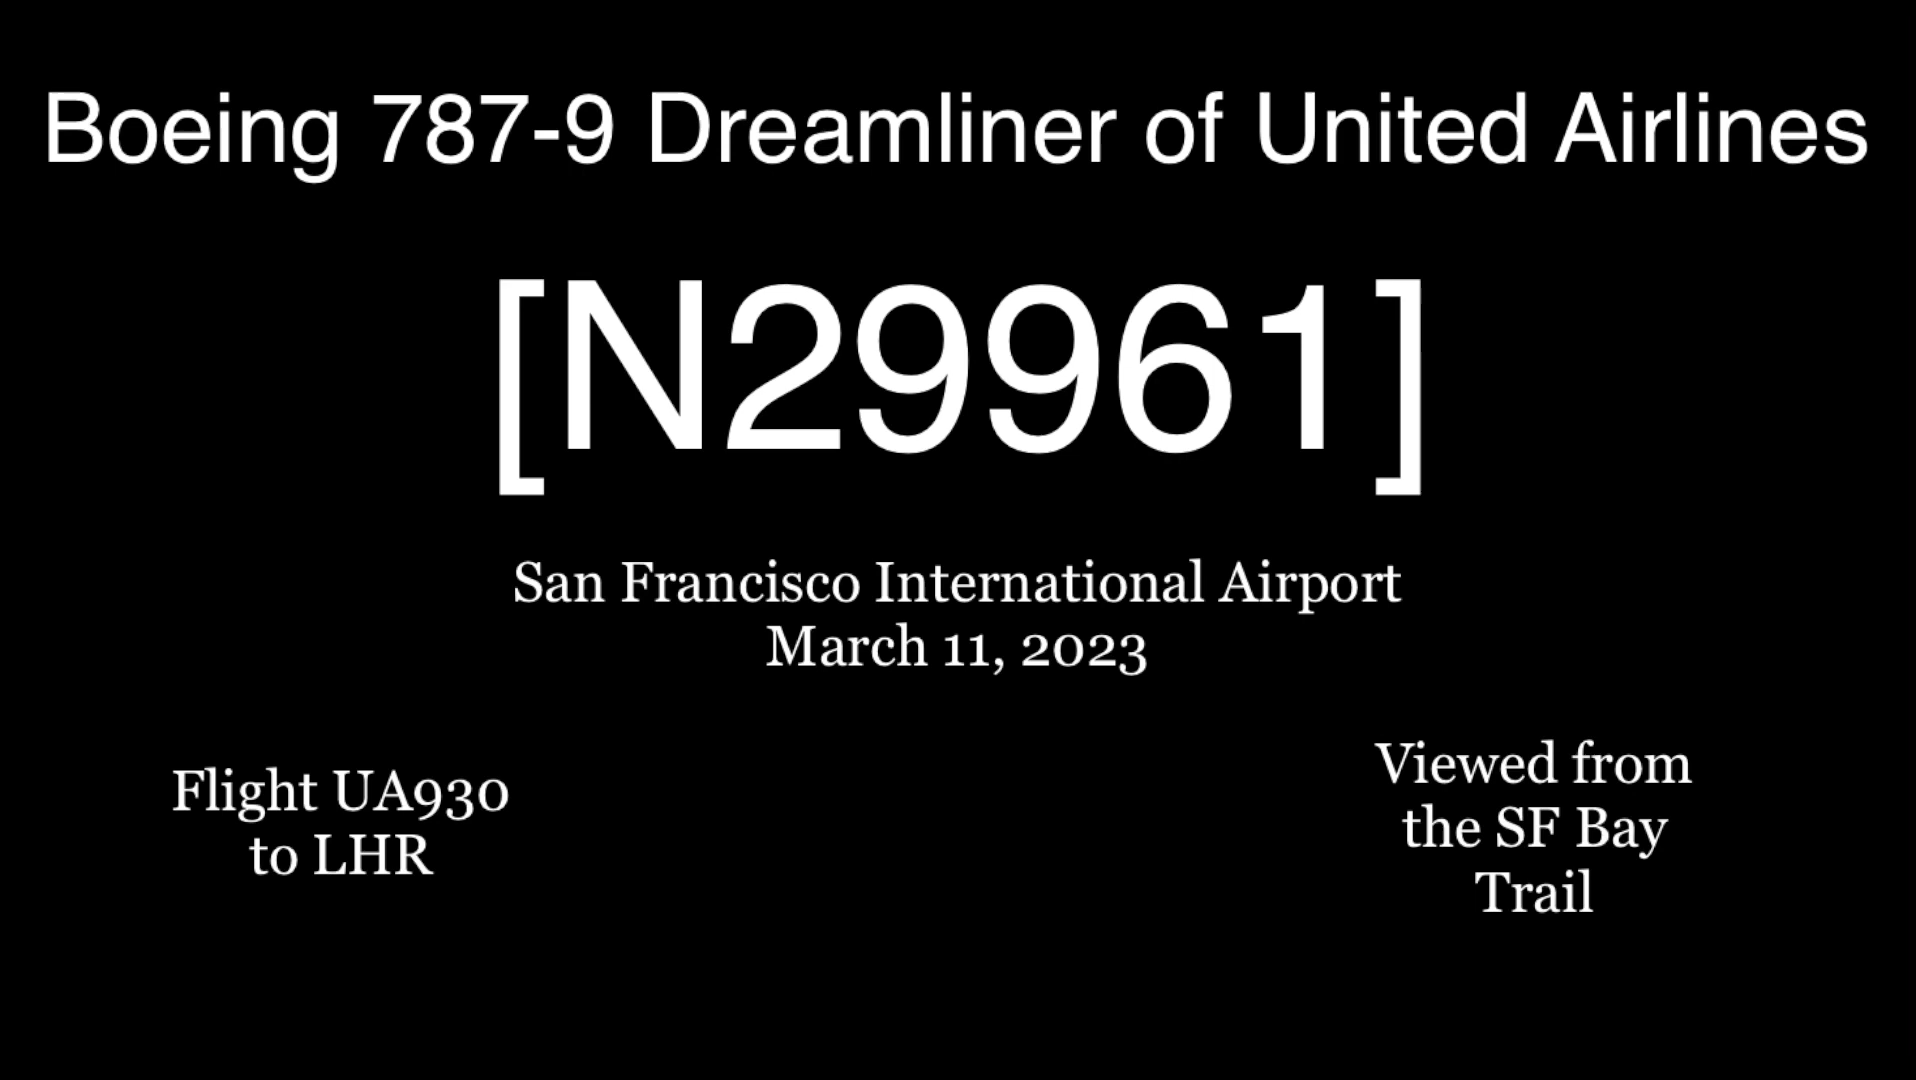 Boeing 787-9 Dreamliner of United Airlines
[N29961]
San Francisco International Airport
March 11, 2023
Flight UA930
to LHR
Viewed from
the SF Bay
Trail